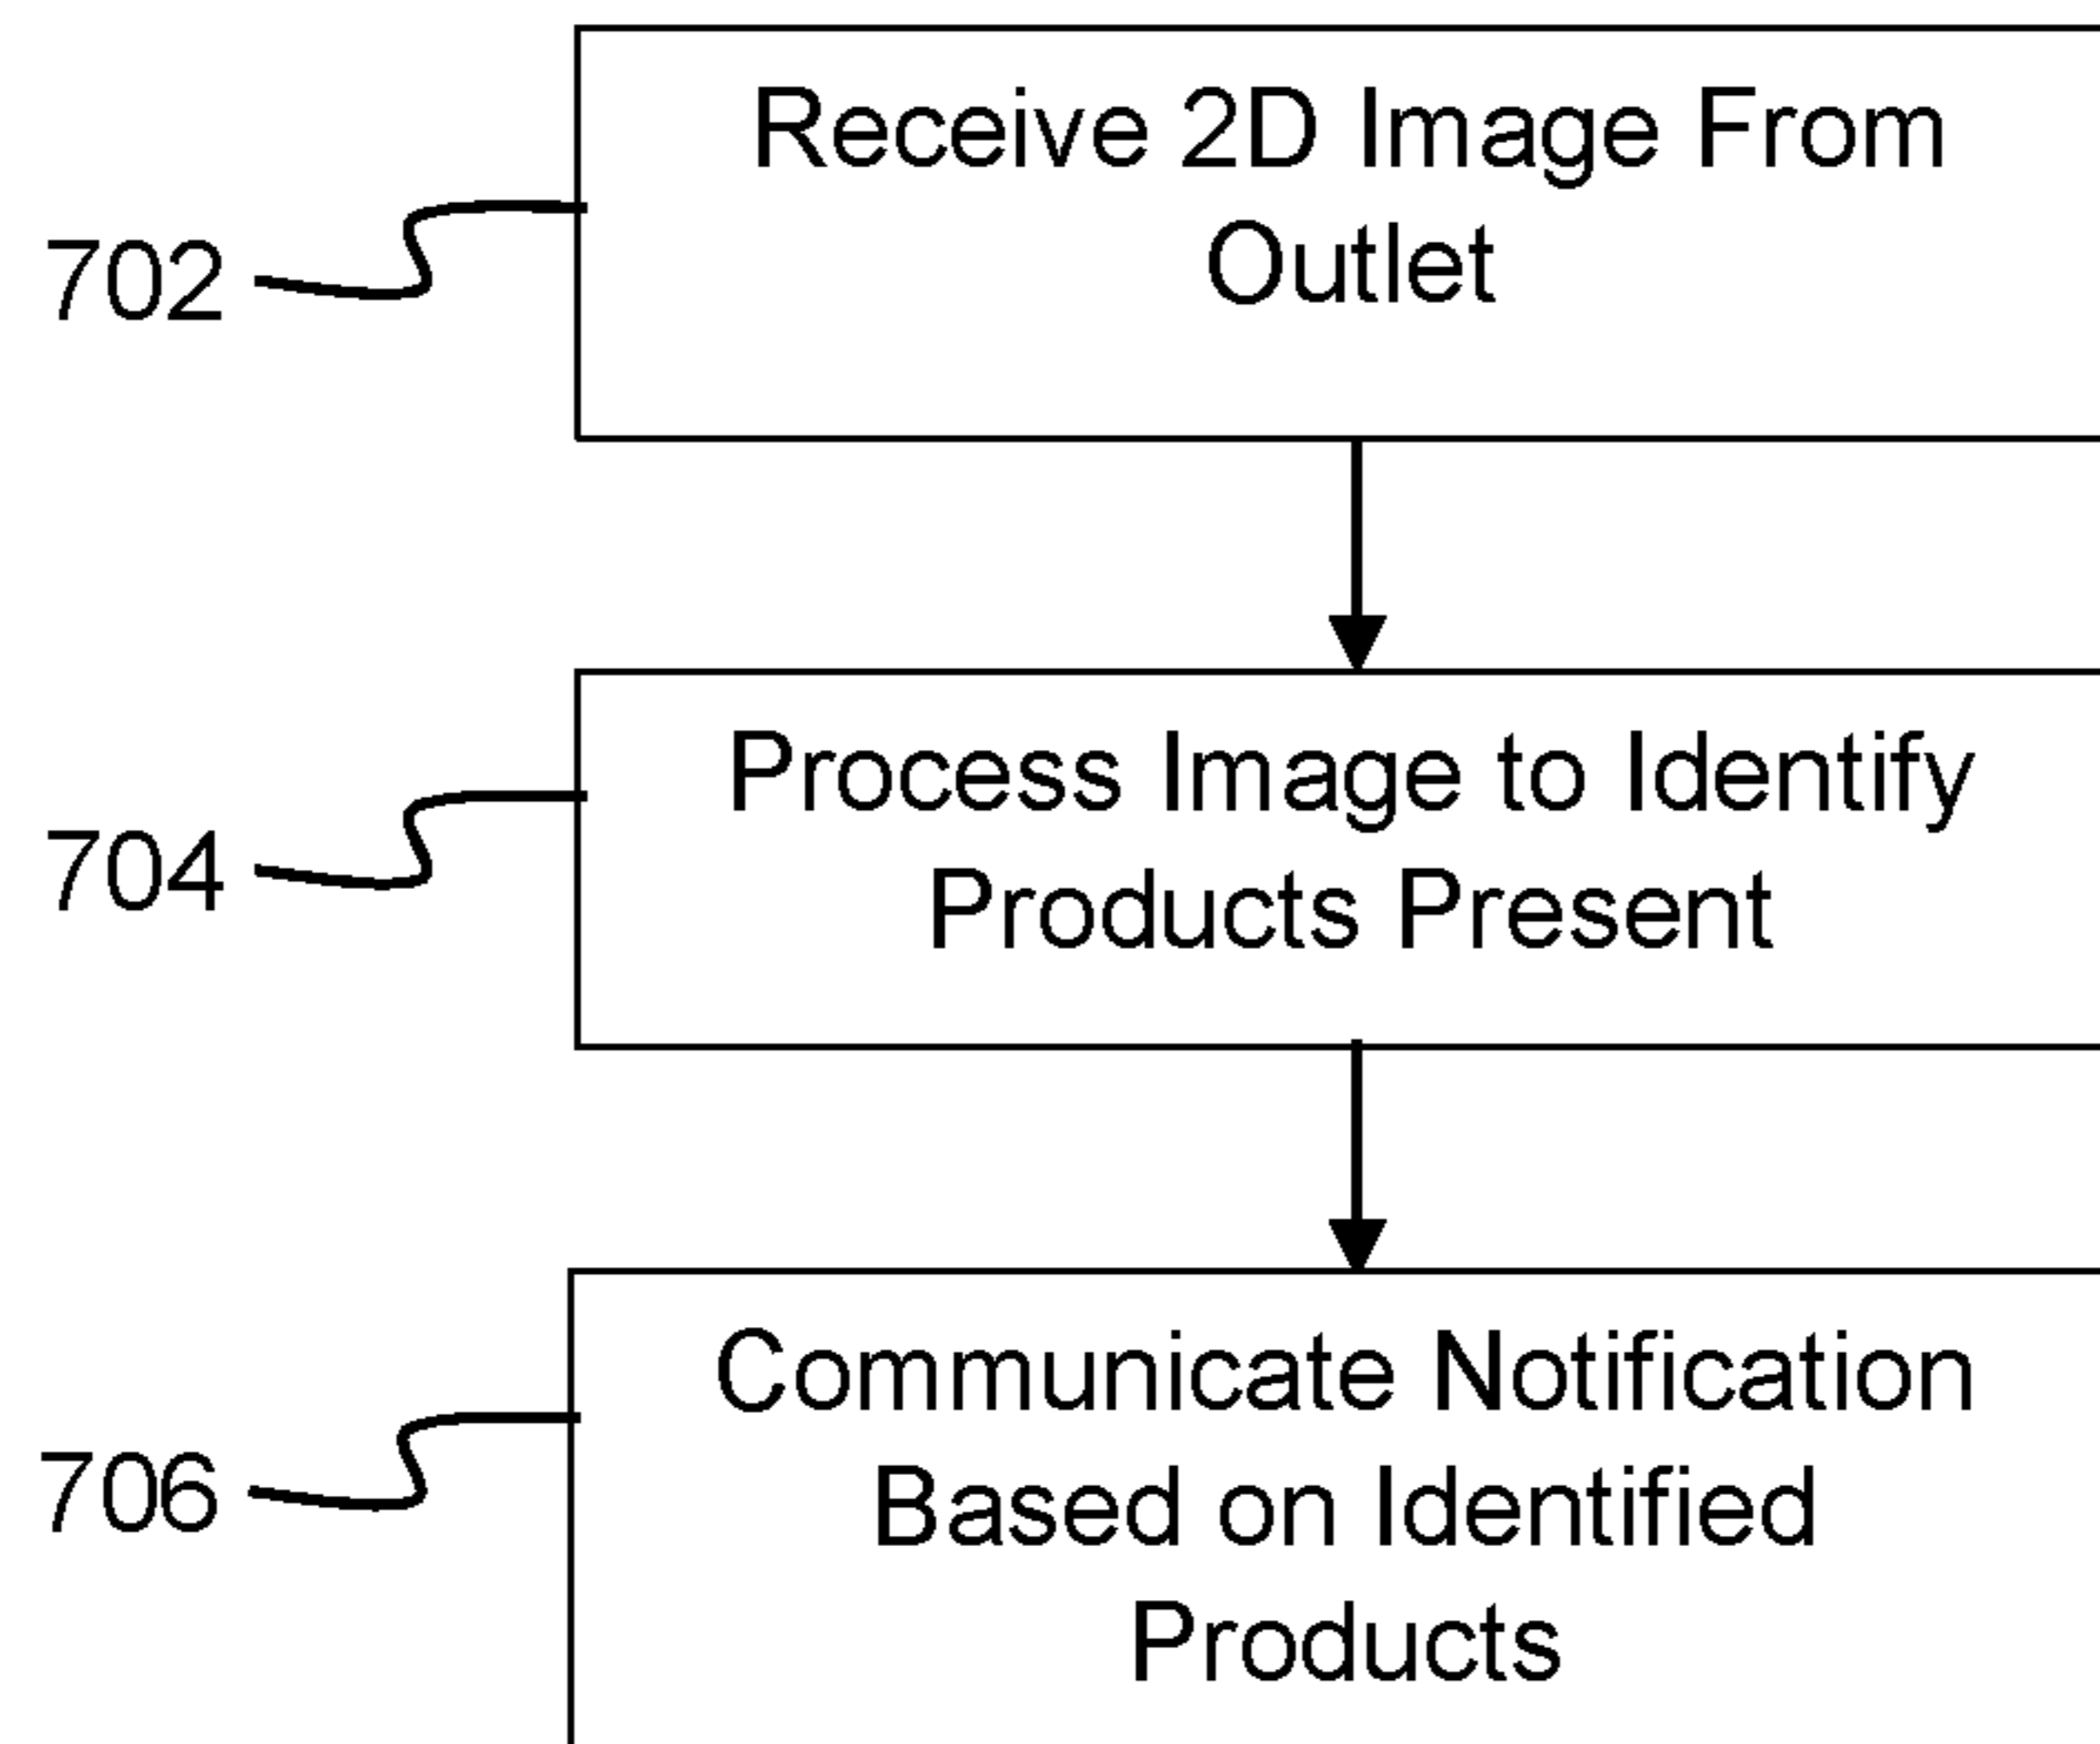 Receive 2D Image From
Outlet
702
Process Image to Identify
Products Present
704
Communicate Notification
Based on Identified
Products
706